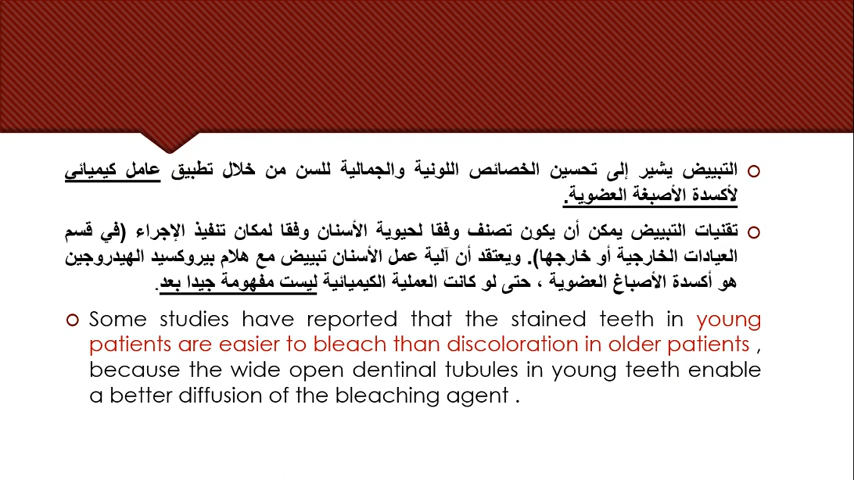 التبييض يشير إلى تحسين الخصائص اللونية والجمالية للسن من خلال تطبيق عامل كيميائي
لأكسدة الأصبغة العضوية.
تقنيات التبييض يمكن أن يكون تصنف وفقا لحيوية الأسنان وفقا لمكان تنفيذ الإجراء (في قسم
العيادات الخارجية أو خارجها). ويعتقد أن آلية عمل الأسنان تبييض مع هلام بيروكسيد الهيدروجين
هو أكسدة الأصباغ العضوية ، حتى لو كانت العملية الكيميائية ليست مفهومة جيدا بعد.
Some studies have reported that the stained teeth in young
patients are easier to bleach than discoloration in older patients ,
because the wide open dentinal tubules in young teeth enable
a better diffusion of the bleaching agent .